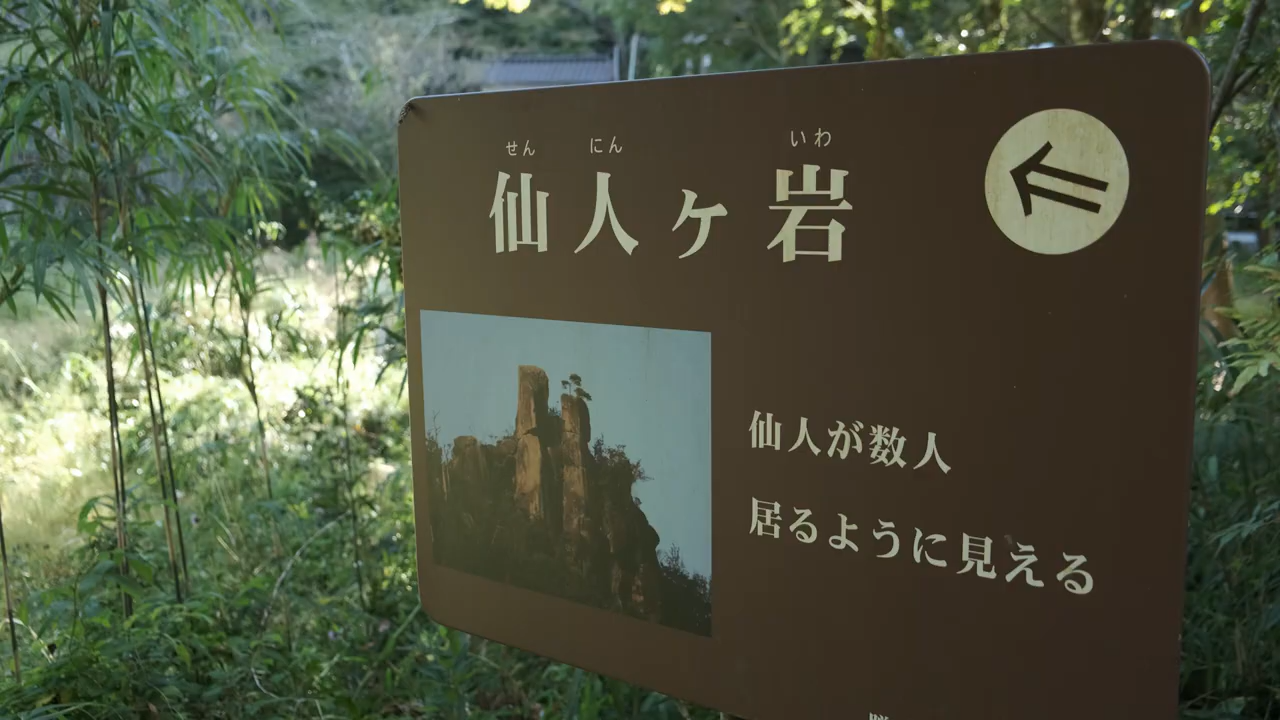 せん にん いわ
仙人ヶ岩
仙人が数人
居るように見える